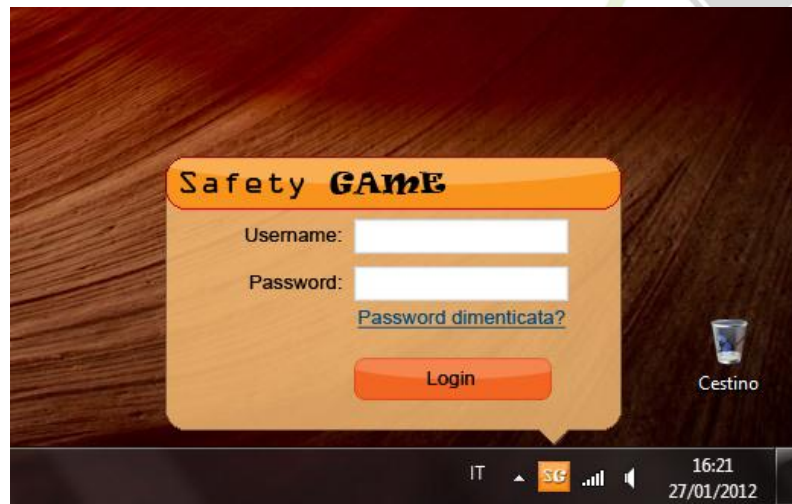 Safety GAmE
Username:
Password:
Password dimenticata?
Login
Cestino
IT
SG
16:21
27/01/2012